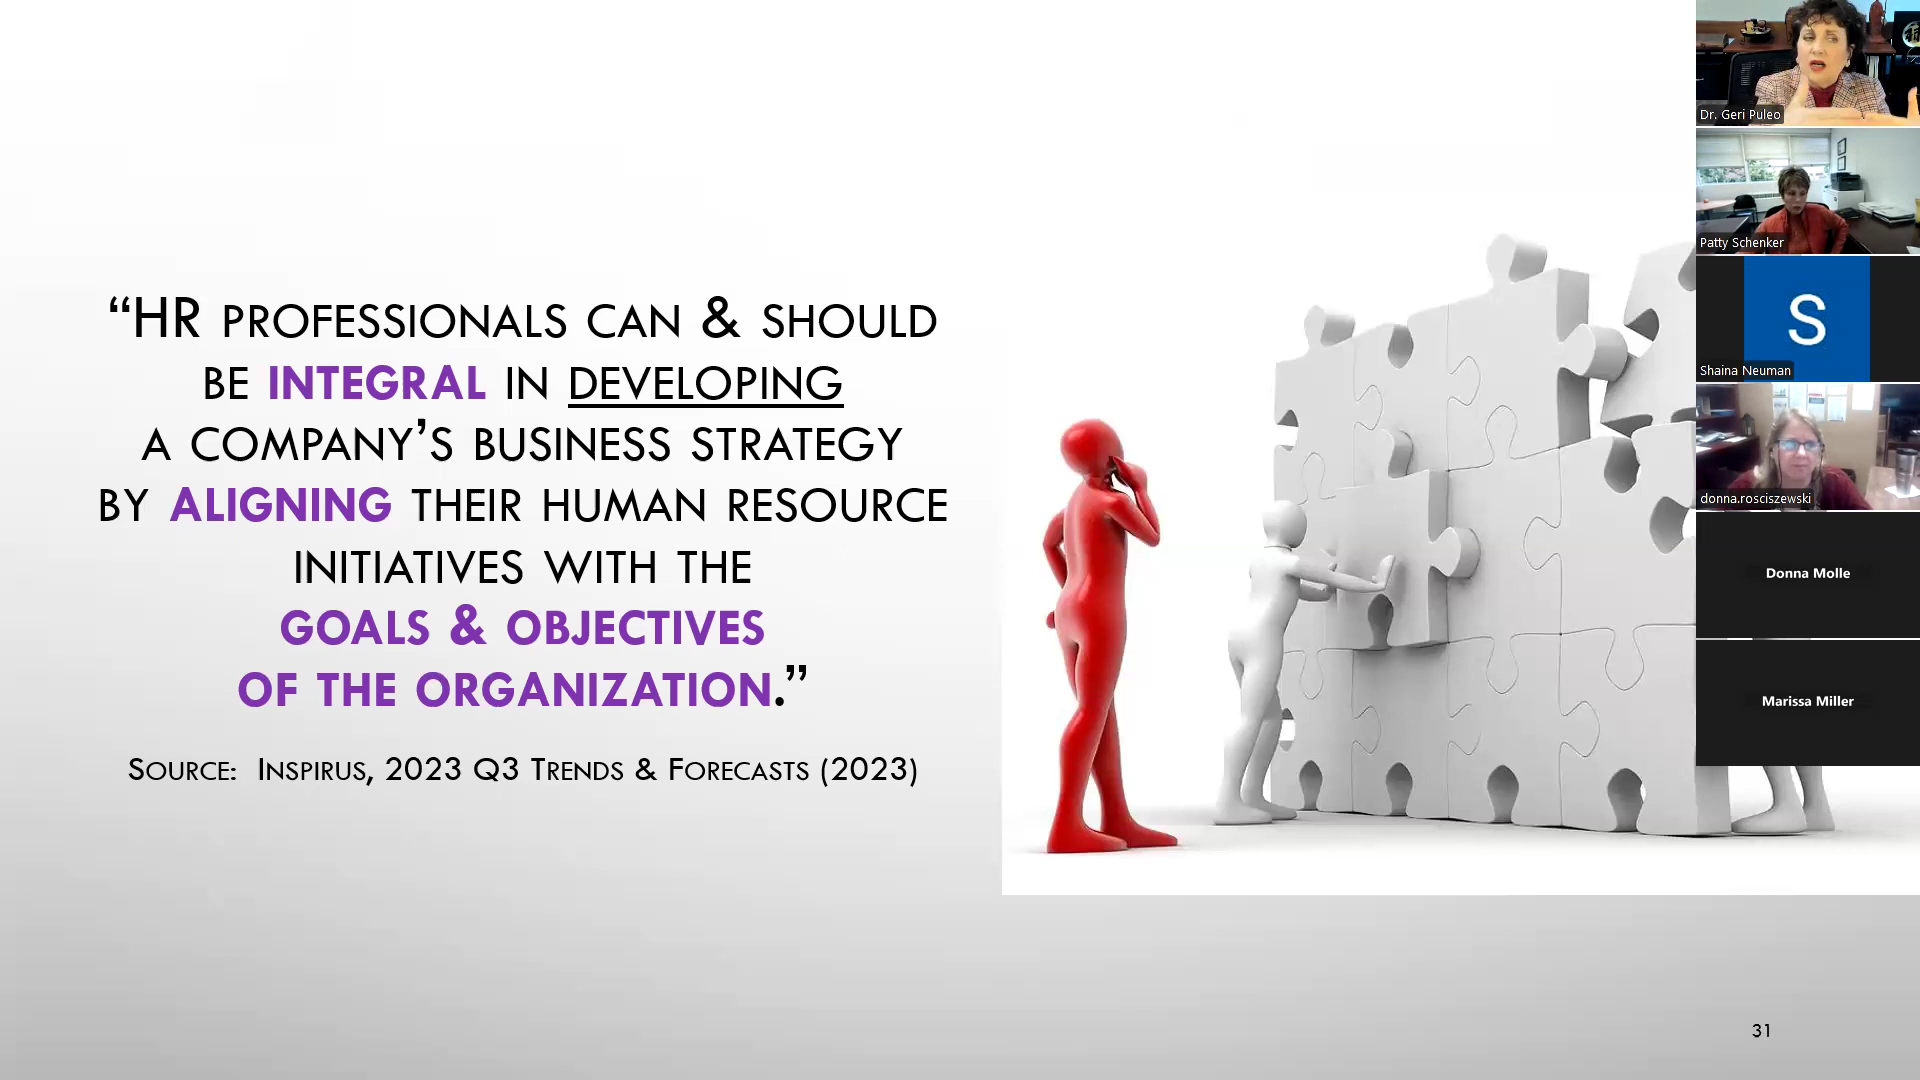 “HR PROFESSIONALS CAN & SHOULD
BE INTEGRAL IN DEVELOPING
A COMPANY’S BUSINESS STRATEGY
BY ALIGNING THEIR HUMAN RESOURCE
INITIATIVES WITH THE
GOALS & OBJECTIVES
OF THE ORGANIZATION.”
SOURCE: INSPIRUS, 2023 Q3 TRENDS & FORECASTS (2023)
31
Dr. Geri Puleo
Patty Schenker
S
Shaina Neuman
donna.rosciszewski
Donna Molle
Marissa Miller